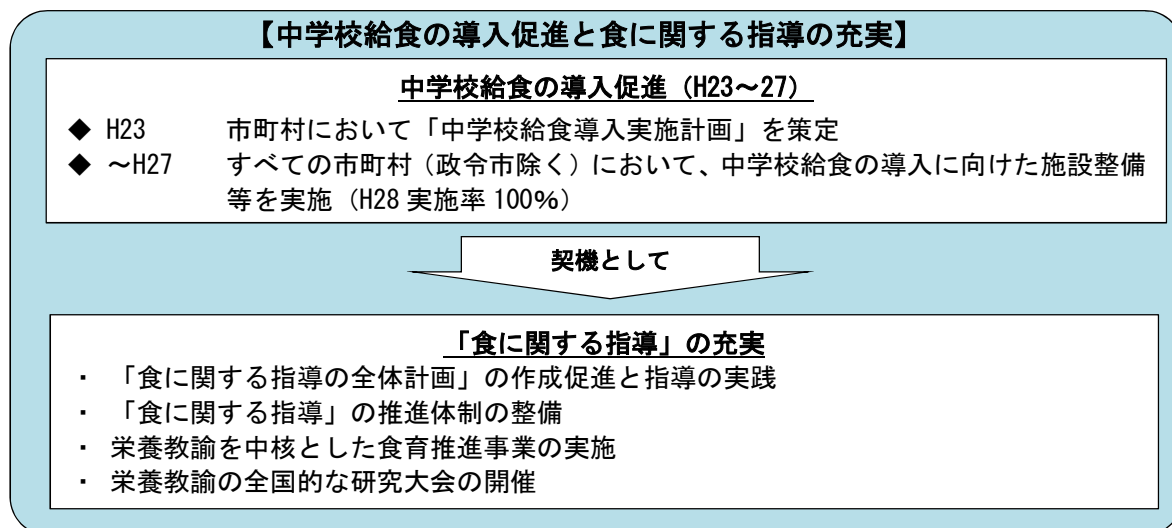 【中学校給食の導入促進と食に関する指導の充実】
中学校給食の導入促進(H23～27)
◆ H23 市町村において「中学校給食導入実施計画」を策定
◆ ～H27 すべての市町村（政令市除く）において、中学校給食の導入に向けた施設整備
等を実施（H28 実施率 100％）
契機として
「食に関する指導」の充実
・ 「食に関する指導の全体計画」の作成促進と指導の実践
・ 「食に関する指導」の推進体制の整備
・ 栄養教諭を中核とした食育推進事業の実施
・ 栄養教諭の全国的な研究大会の開催